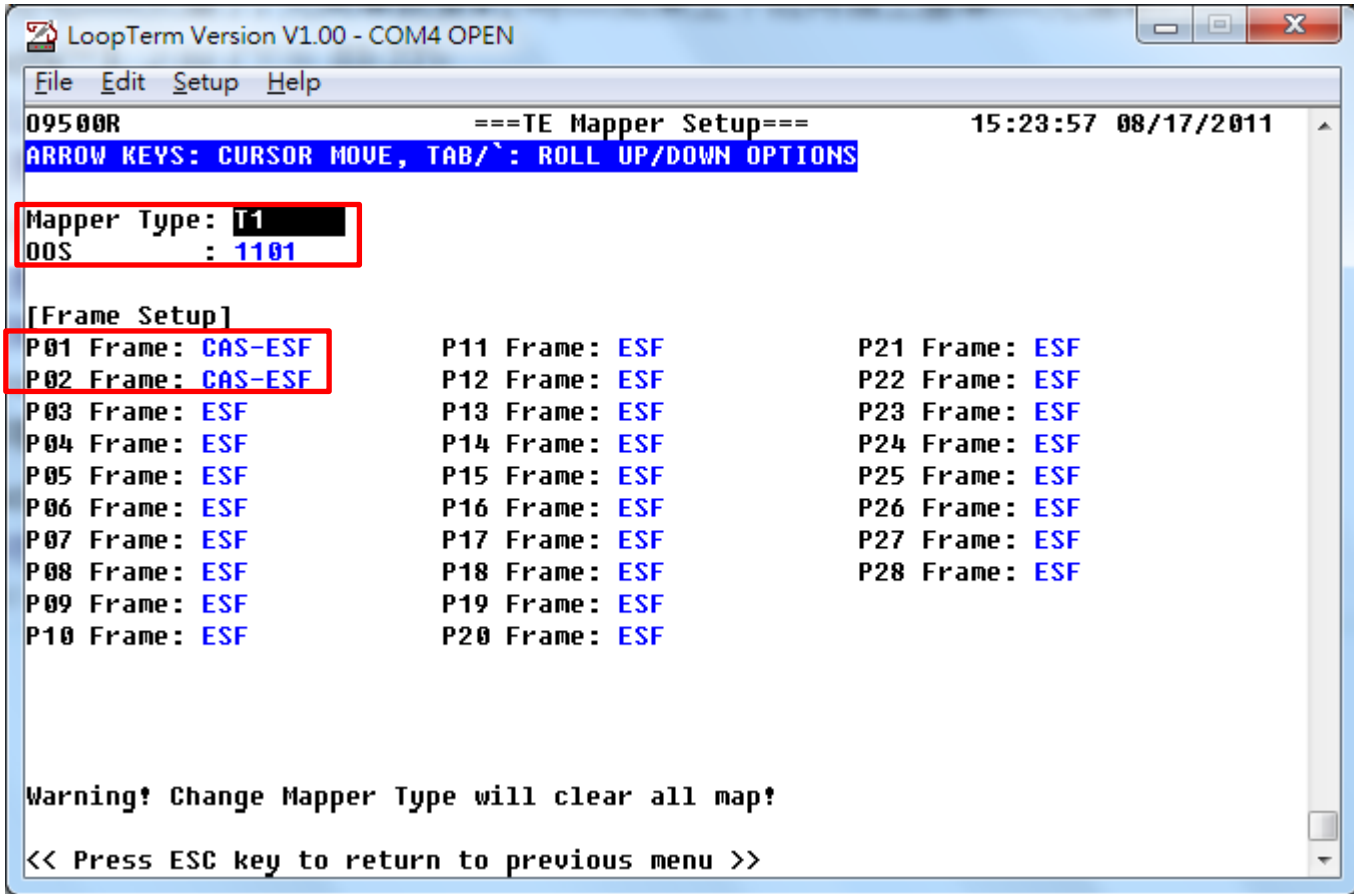 LoopTerm Version V1.00 - COM4 OPEN
File Edit Setup Help
O9500R ===TE Mapper Setup=== 15:23:57 08/17/2011
ARROW KEYS: CURSOR MOVE, TAB/`: ROLL UP/DOWN OPTIONS
Mapper Type: T1
OOS : 1101
[Frame Setup]
P01 Frame: CAS-ESF P11 Frame: ESF P21 Frame: ESF
P02 Frame: CAS-ESF P12 Frame: ESF P22 Frame: ESF
P03 Frame: ESF P13 Frame: ESF P23 Frame: ESF
P04 Frame: ESF P14 Frame: ESF P24 Frame: ESF
P05 Frame: ESF P15 Frame: ESF P25 Frame: ESF
P06 Frame: ESF P16 Frame: ESF P26 Frame: ESF
P07 Frame: ESF P17 Frame: ESF P27 Frame: ESF
P08 Frame: ESF P18 Frame: ESF P28 Frame: ESF
P09 Frame: ESF P19 Frame: ESF
P10 Frame: ESF P20 Frame: ESF
Warning! Change Mapper Type will clear all map!
<< Press ESC key to return to previous menu >>